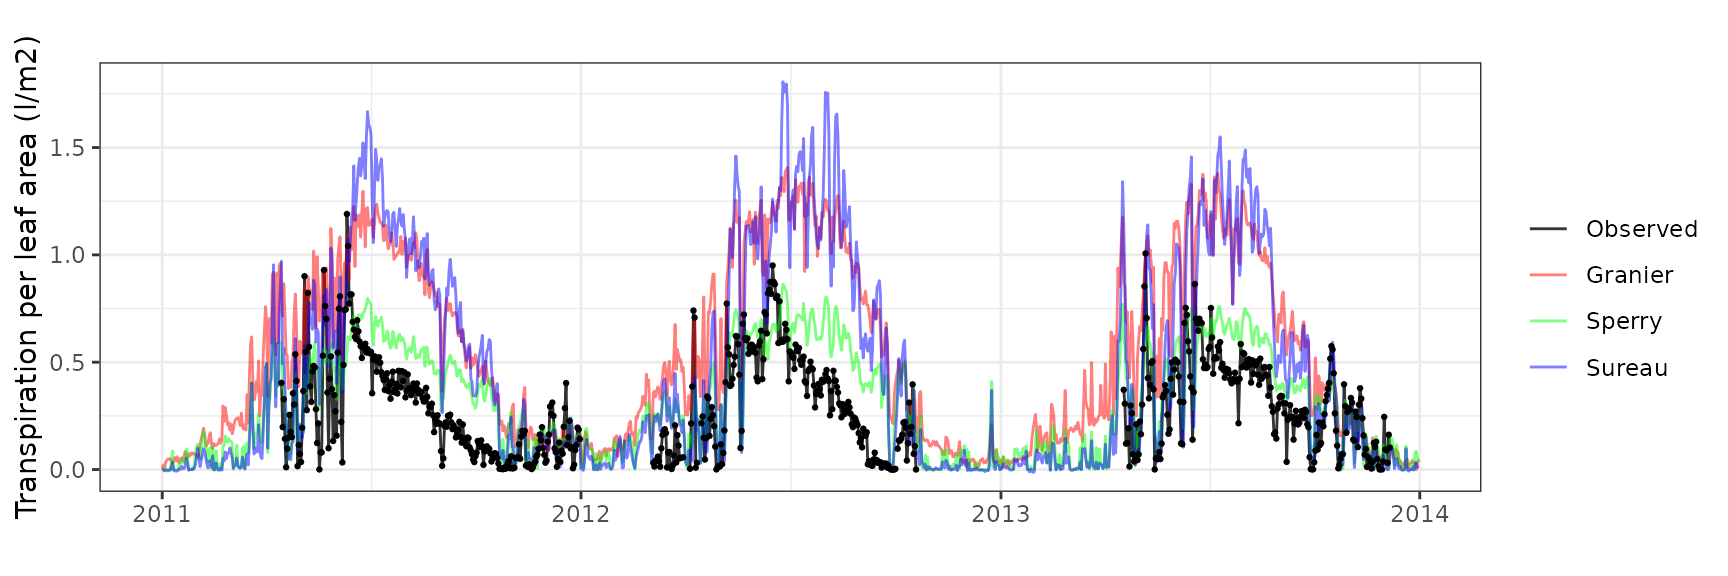 Transpiration per leaf area (l/m2)
1.5
1.0
0.5
0.0
2011
2012
2013
2014
Observed
Granier
Sperry
Sureau